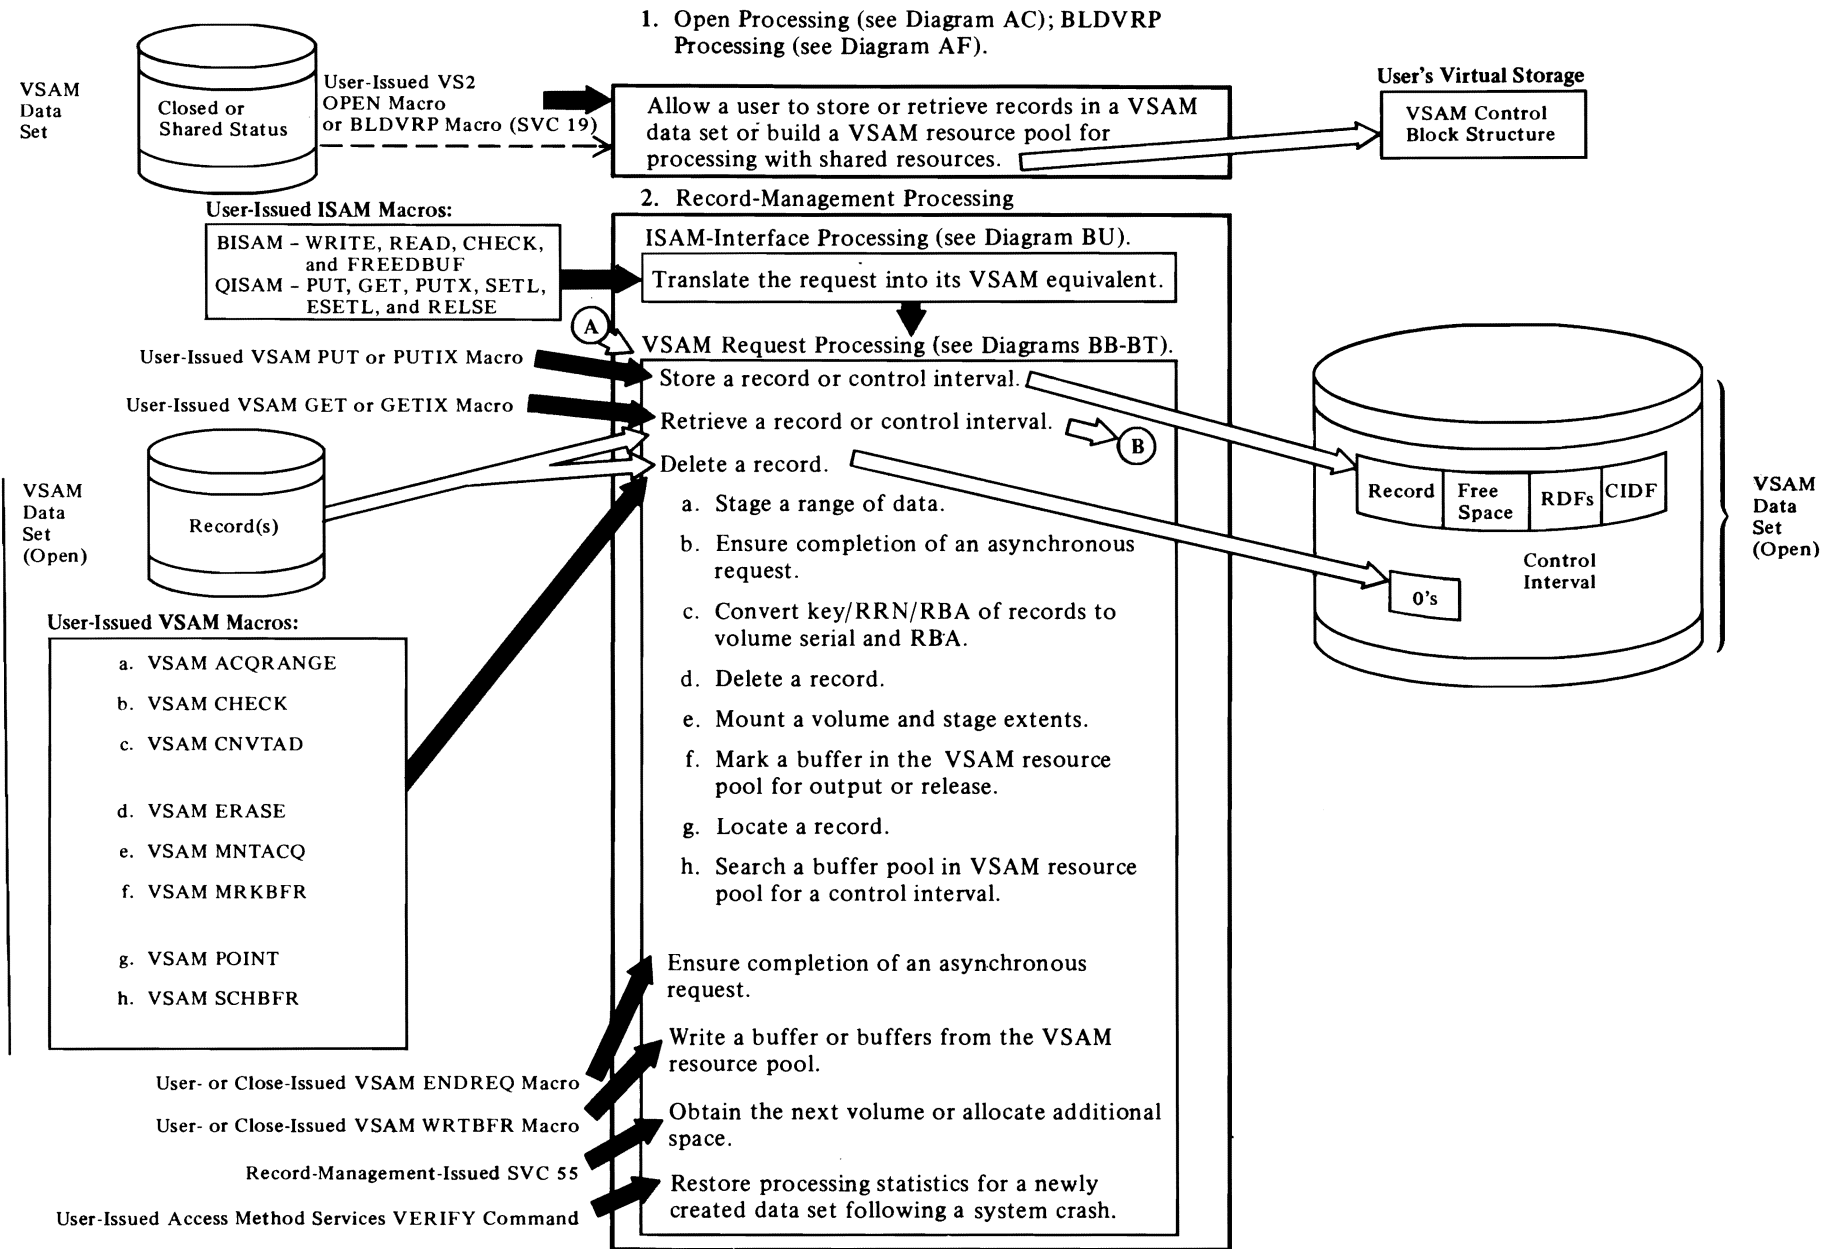 1. Open Processing (see Diagram AC); BLDVRP
Processing (see Diagram AF).
VSAM
Data
Set
Closed or
Shared Status
User-Issued VS2
OPEN Macro
or BLDVRP Macro (SVC 19)
Allow a user to store or retrieve records in a VSAM
data set or build a VSAM resource pool for
processing with shared resources.
User's Virtual Storage
VSAM Control
Block Structure
2. Record-Management Processing
User-Issued ISAM Macros:
BISAM – WRITE, READ, CHECK,
and FREEDBUF
QISAM – PUT, GET, PUTX, SETL,
ESETL, and RELSE
ISAM-Interface Processing (see Diagram BU).
Translate the request into its VSAM equivalent.
A
VSAM Request Processing (see Diagrams BB-BT).
User-Issued VSAM PUT or PUTIX Macro
Store a record or control interval.
User-Issued VSAM GET or GETIX Macro
Retrieve a record or control interval.
B
Delete a record.
VSAM
Data
Set
(Open)
Record(s)
a. Stage a range of data.
b. Ensure completion of an asynchronous
request.
c. Convert key/RRN/RBA of records to
volume serial and RBA.
d. Delete a record.
e. Mount a volume and stage extents.
f. Mark a buffer in the VSAM resource
pool for output or release.
g. Locate a record.
h. Search a buffer pool in VSAM resource
pool for a control interval.
Record
Free
Space
RDFs
CIDF
Control
Interval
0's
VSAM
Data
Set
(Open)
User-Issued VSAM Macros:
a. VSAM ACQRANGE
b. VSAM CHECK
c. VSAM CNVTAD
d. VSAM ERASE
e. VSAM MNTACQ
f. VSAM MRKBFR
g. VSAM POINT
h. VSAM SCHBFR
Ensure completion of an asynchronous
request.
Write a buffer or buffers from the VSAM
resource pool.
User- or Close-Issued VSAM ENDREQ Macro
User- or Close-Issued VSAM WRTBFR Macro
Obtain the next volume or allocate additional
space.
Record-Management-Issued SVC 55
Restore processing statistics for a newly
created data set following a system crash.
User-Issued Access Method Services VERIFY Command